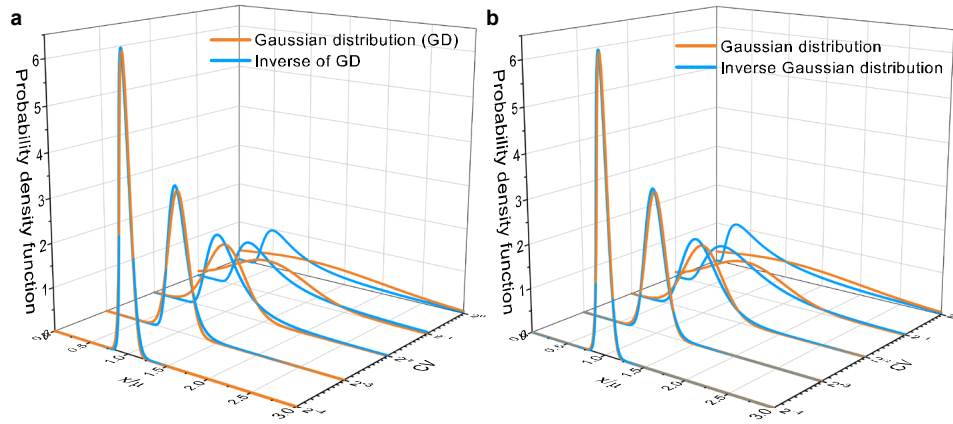 a
Gaussian distribution (GD)
Inverse of GD
Probability density function
6
5
4
3
2
1
0.5
1.0
1.5
2.0
2.5
3.0
x/μ
CV
b
Gaussian distribution
Inverse Gaussian distribution
Probability density function
6
5
4
3
2
1
0.5
1.0
1.5
2.0
2.5
3.0
x/μ
CV